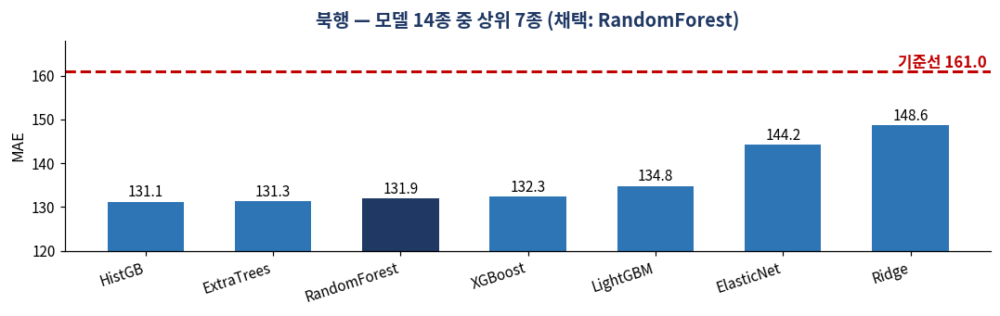 북행 — 모델 14종 중 상위 7종 (채택: RandomForest)
기준선 161.0
MAE
160
150
140
130
120
131.1
131.3
131.9
132.3
134.8
144.2
148.6
HistGB
ExtraTrees
RandomForest
XGBoost
LightGBM
ElasticNet
Ridge